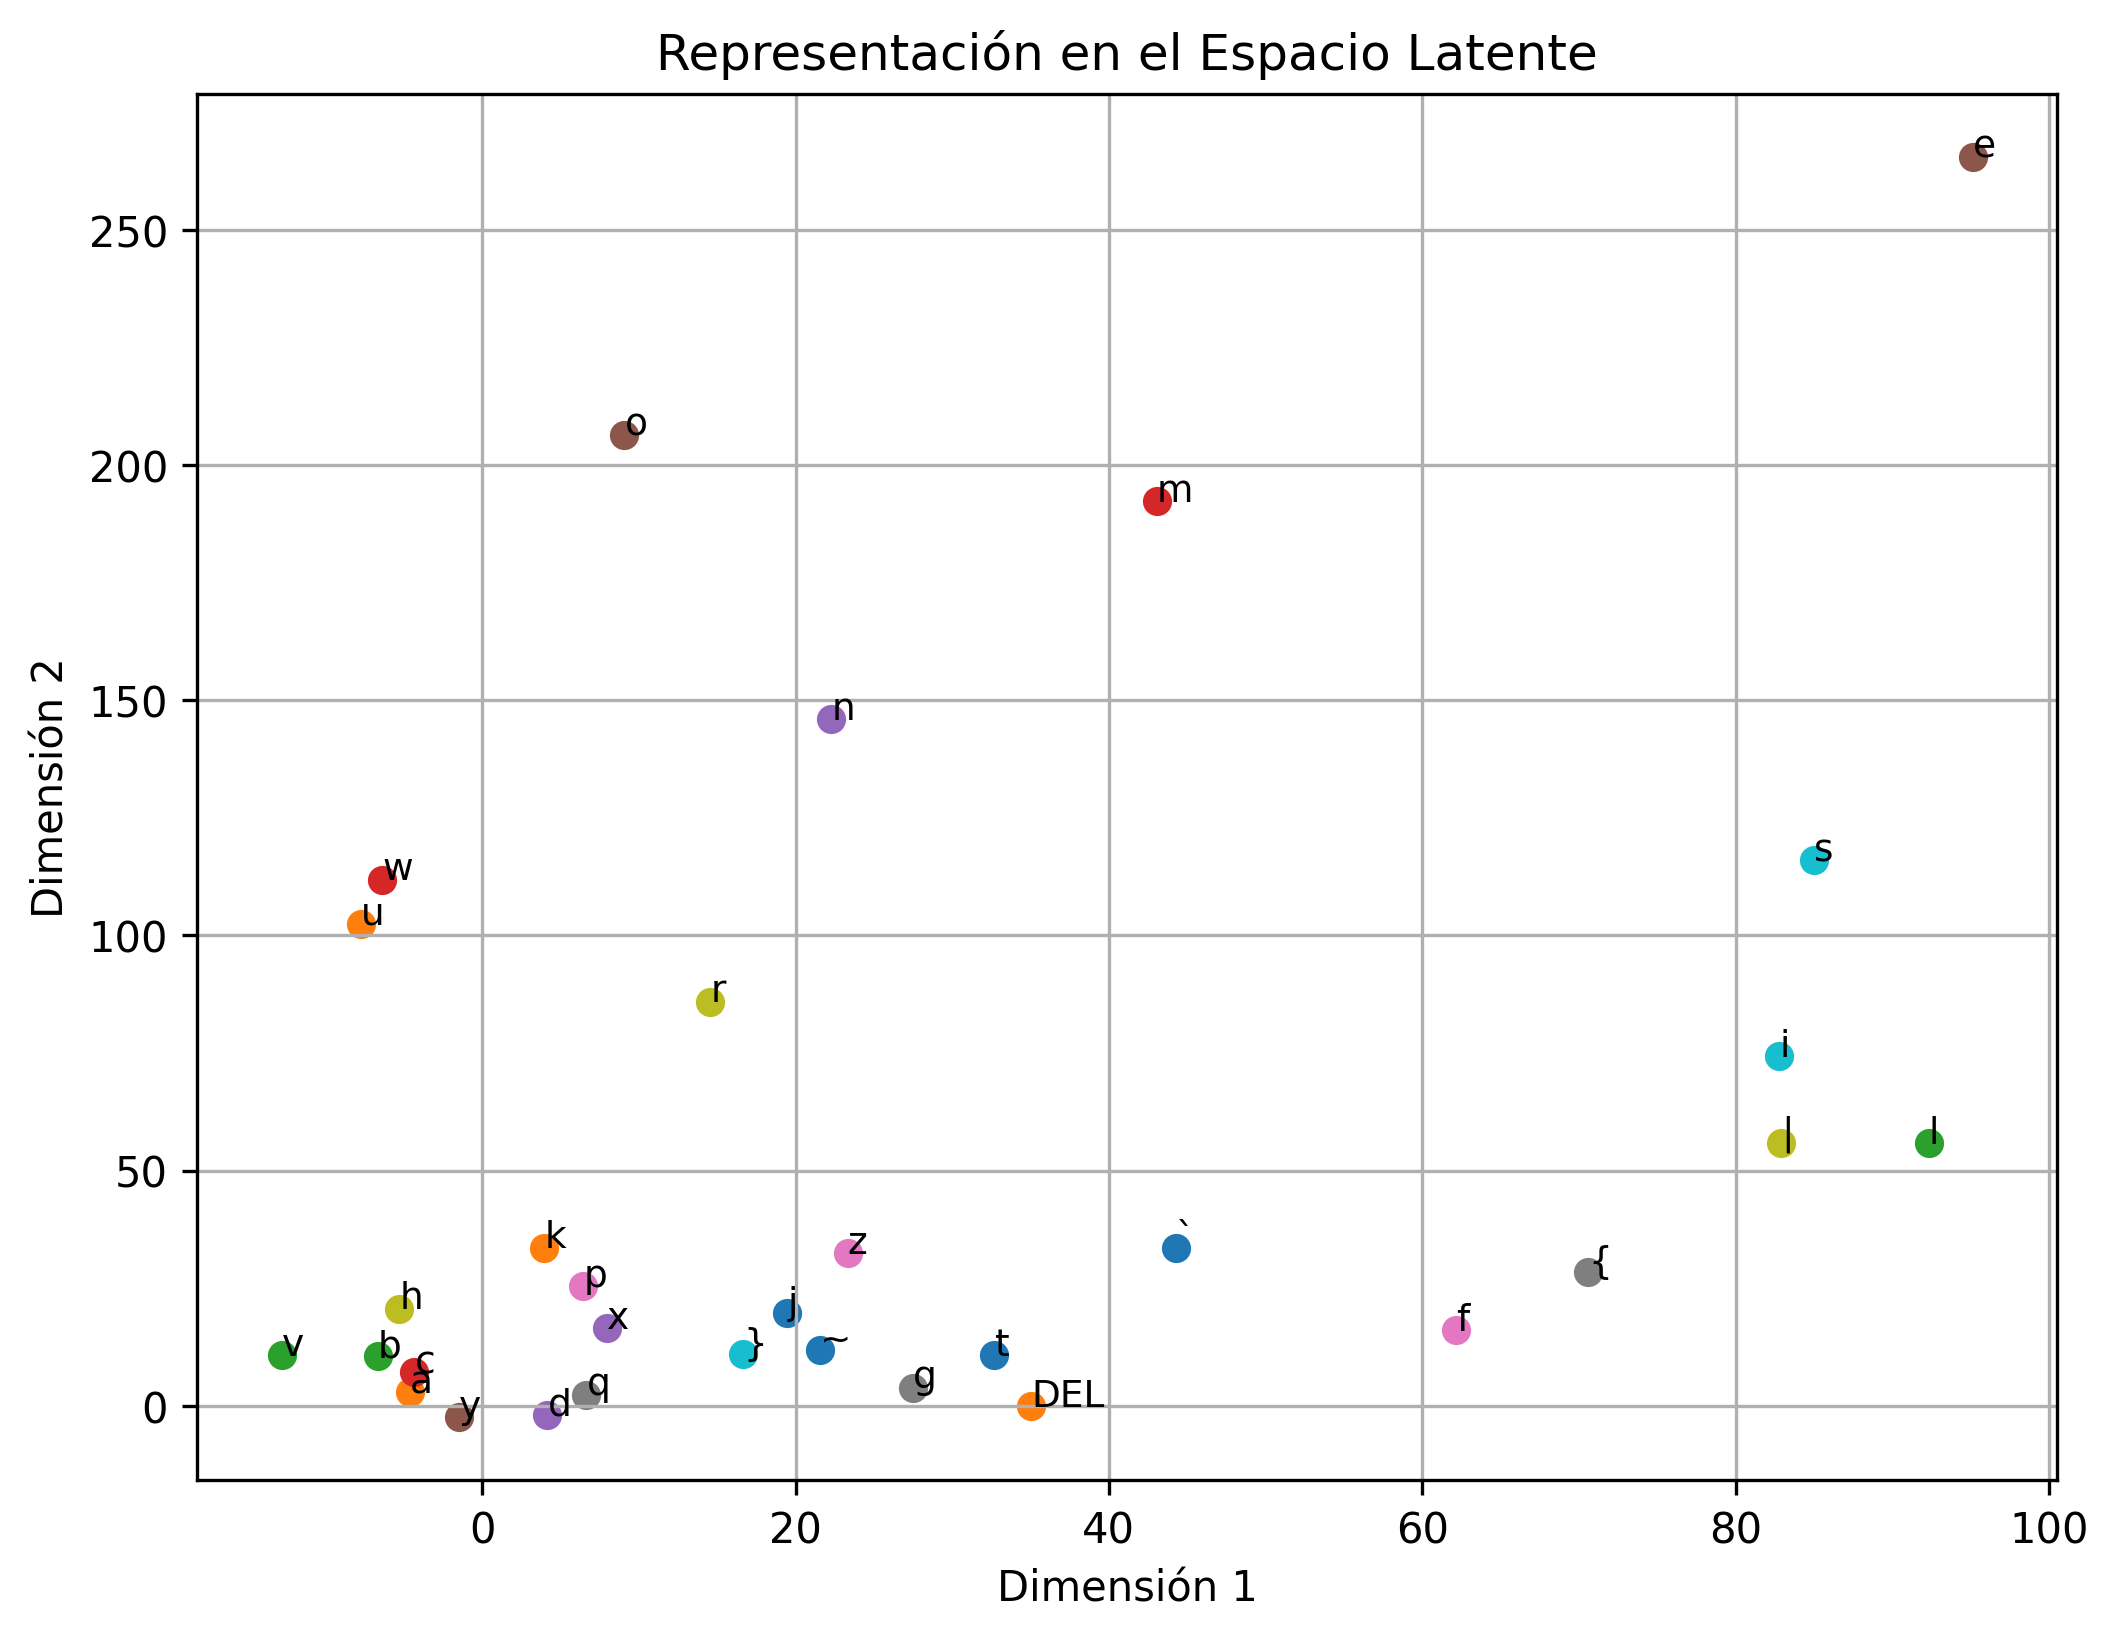 Representación en el Espacio Latente
e
250
o
200
m
n
150
Dimensión 2
s
w
u
100
r
i
|
l
50
k
z
`
{
p
h
j
x
f
v
b
}
~
t
c
a
g
q
DEL
0
y
d
0 20 40 60 80 100
Dimensión 1